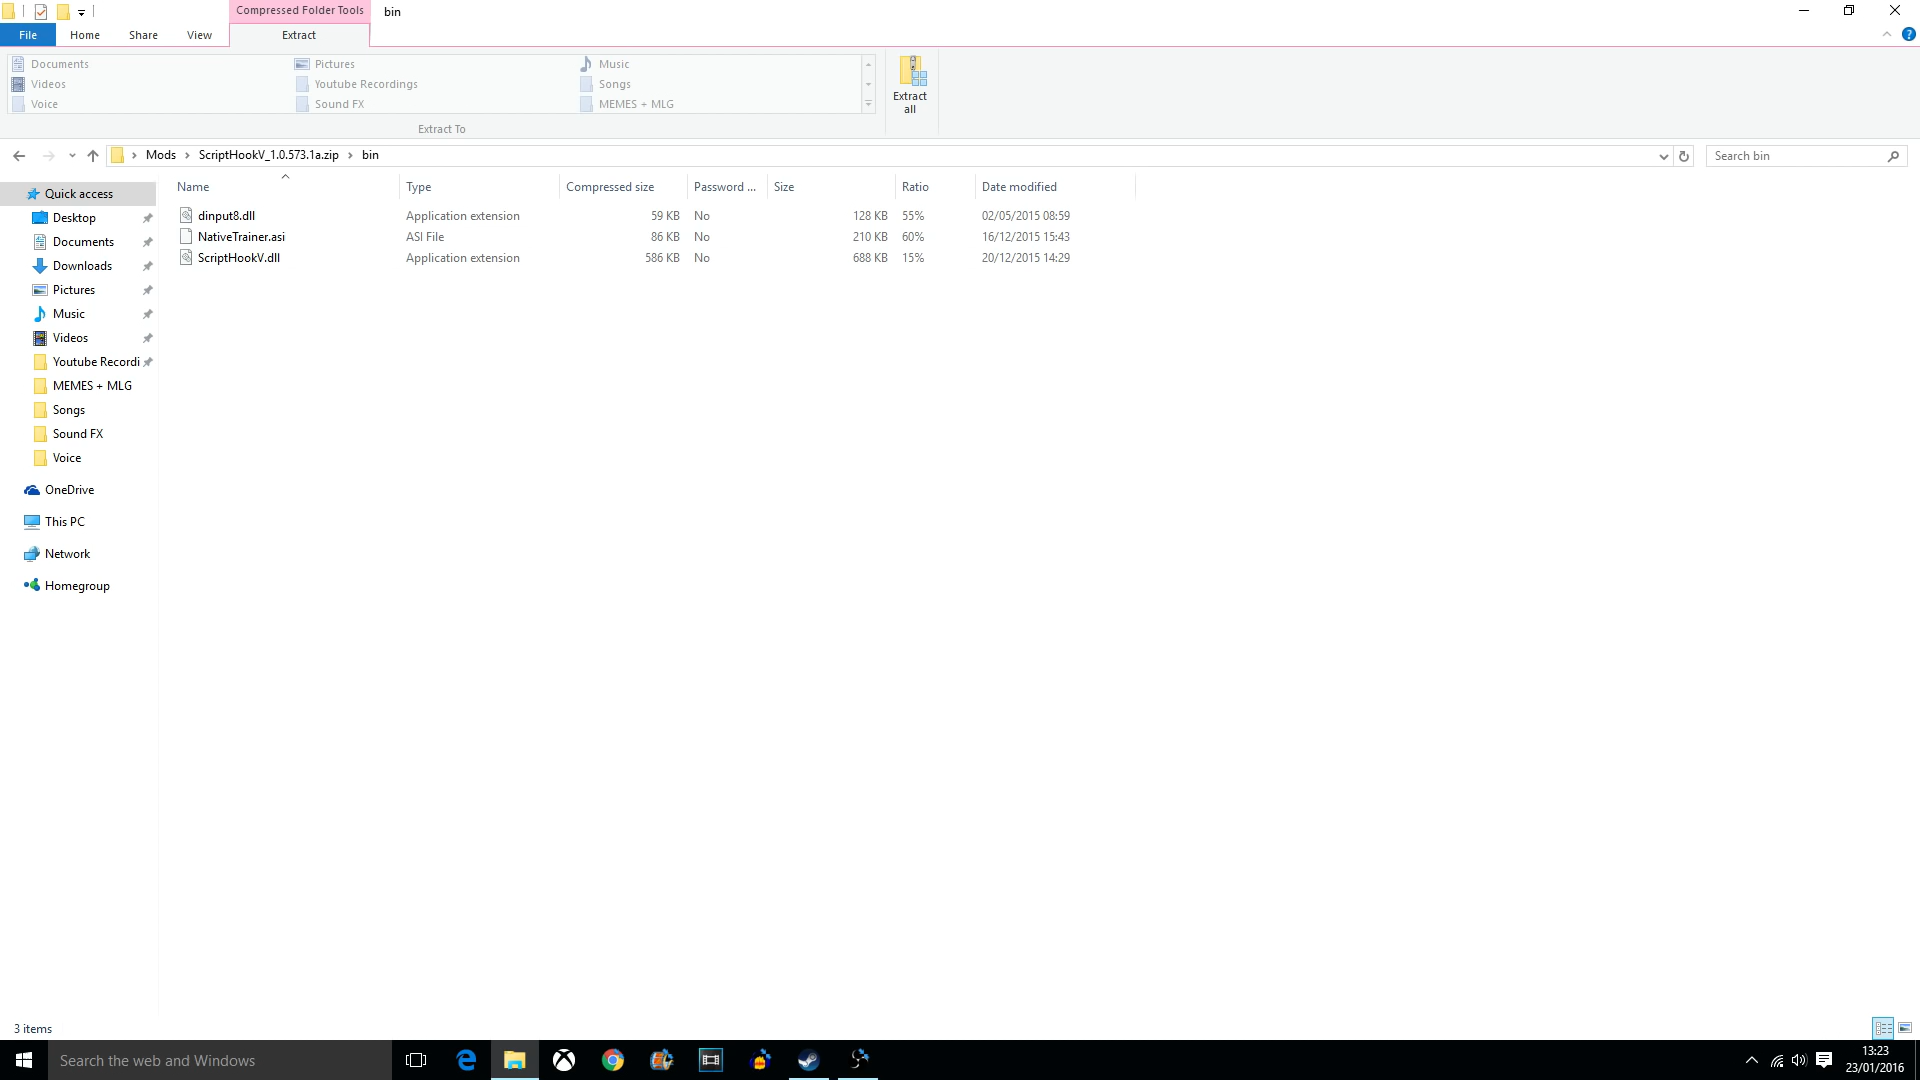 Compressed Folder Tools bin
File Home Share View Extract
Documents Pictures Music
Videos Youtube Recordings Songs
Voice Sound FX MEMES + MLG
Extract all
Extract To
Mods ScriptHookV_1.0.573.1a.zip bin
Search bin
Name Type Compressed size Password ... Size Ratio Date modified
dinput8.dll Application extension 59 KB No 128 KB 55% 02/05/2015 08:59
NativeTrainer.asi ASI File 86 KB No 210 KB 60% 16/12/2015 15:43
ScriptHookV.dll Application extension 586 KB No 688 KB 15% 20/12/2015 14:29
Quick access
Desktop
Documents
Downloads
Pictures
Music
Videos
Youtube Recordi
MEMES + MLG
Songs
Sound FX
Voice
OneDrive
This PC
Network
Homegroup
3 items
Search the web and Windows
13:23
23/01/2016